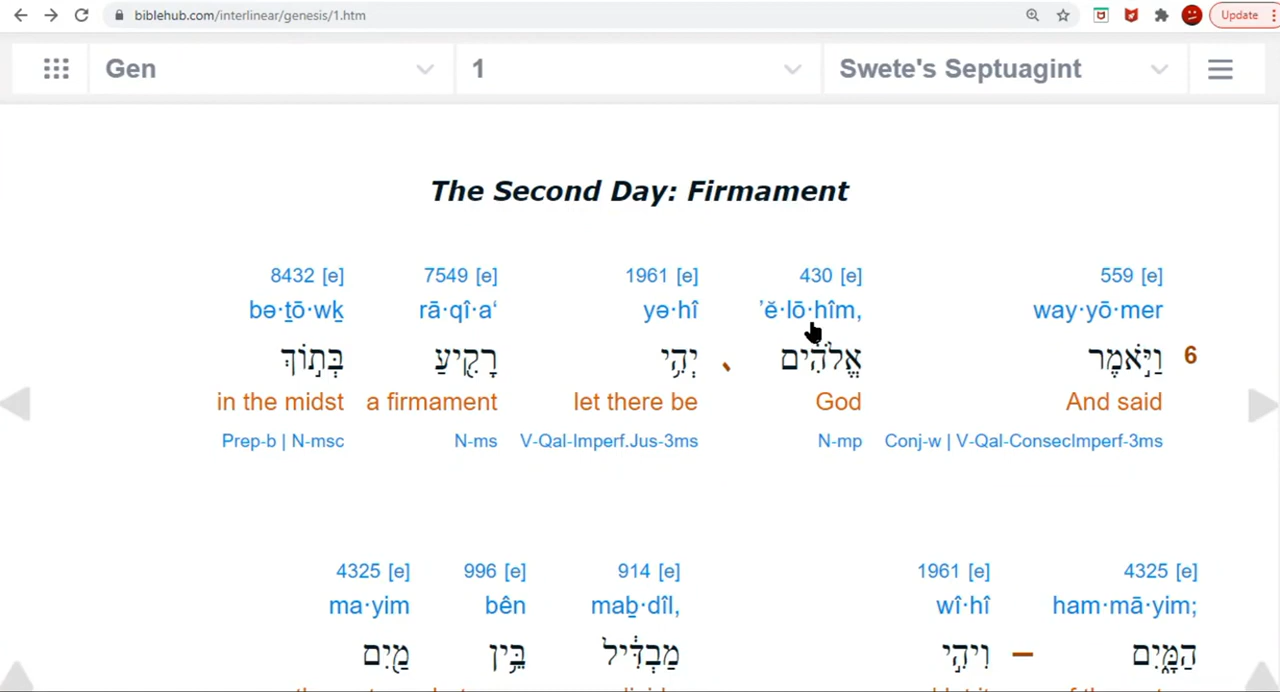 biblehub.com/interlinear/genesis/1.htm Update
Gen 1 Swete's Septuagint
The Second Day: Firmament
8432 [e] 7549 [e] 1961 [e] 430 [e] 559 [e]
bə·ṯō·wḵ rā·qî·a‘ yə·hî ’ĕ·lō·hîm, way·yō·mer
6 וַיֹּ֣אמֶר אֱלֹהִ֔ים ､ יְהִ֥י רָקִ֖יעַ בְּת֣וֹךְ
in the midst a firmament let there be God And said
Prep-b | N-msc N-ms V-Qal-Imperf.Jus-3ms N-mp Conj-w | V-Qal-ConsecImperf-3ms
4325 [e] 996 [e] 914 [e] 1961 [e] 4325 [e]
ma·yim bên maḇ·dîl, wî·hî ham·mā·yim;
הַמָּ֑יִם – וִיהִ֣י מַבְדִּ֔יל בֵּ֥ין מַ֖יִם